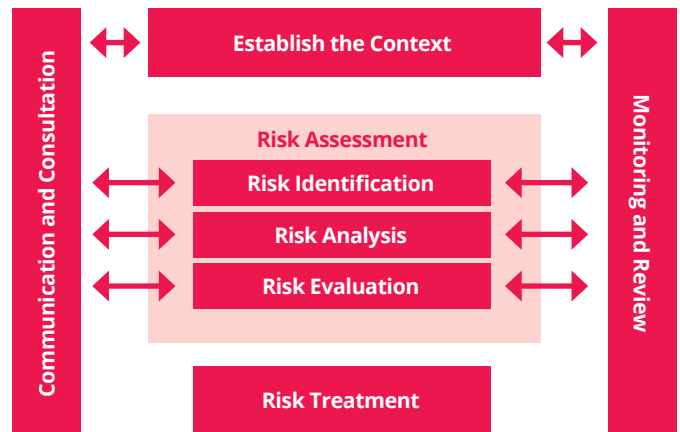 Communication and Consultation
Establish the Context
Risk Assessment
Risk Identification
Risk Analysis
Risk Evaluation
Risk Treatment
Monitoring and Review